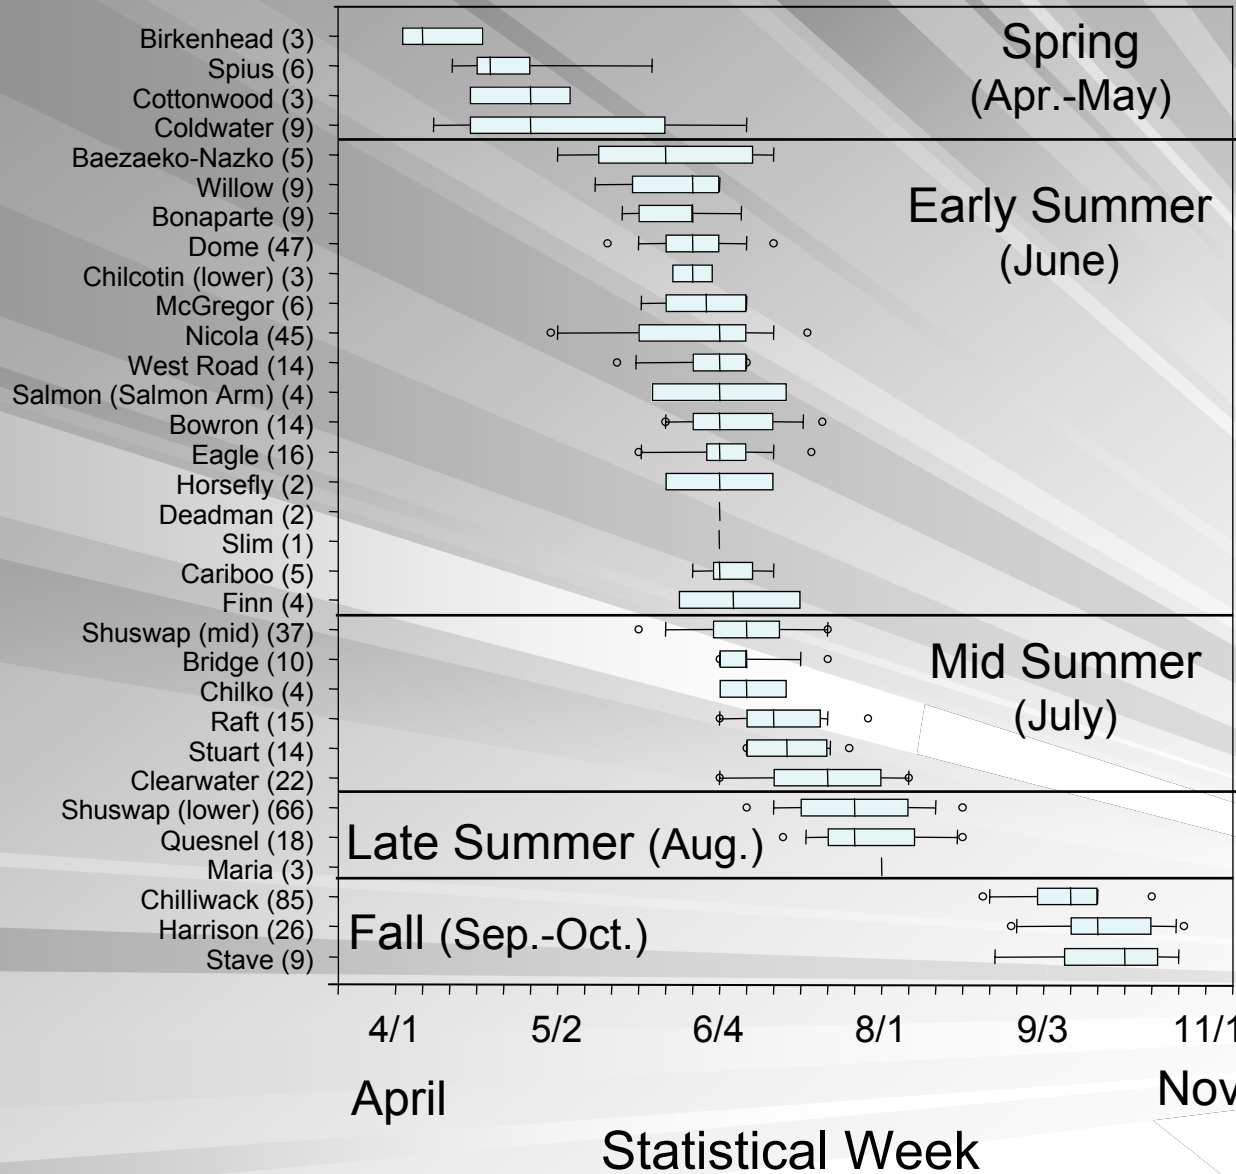 Spring
(Apr.-May)
Birkenhead (3)
Spius (6)
Cottonwood (3)
Coldwater (9)
Early Summer
(June)
Baezaeko-Nazko (5)
Willow (9)
Bonaparte (9)
Dome (47)
Chilcotin (lower) (3)
McGregor (6)
Nicola (45)
West Road (14)
Salmon (Salmon Arm) (4)
Bowron (14)
Eagle (16)
Horsefly (2)
Deadman (2)
Slim (1)
Cariboo (5)
Finn (4)
Mid Summer
(July)
Shuswap (mid) (37)
Bridge (10)
Chilko (4)
Raft (15)
Stuart (14)
Clearwater (22)
Late Summer (Aug.)
Shuswap (lower) (66)
Quesnel (18)
Maria (3)
Fall (Sep.-Oct.)
Chilliwack (85)
Harrison (26)
Stave (9)
4/1 5/2 6/4 8/1 9/3 11/1
April Nov
Statistical Week